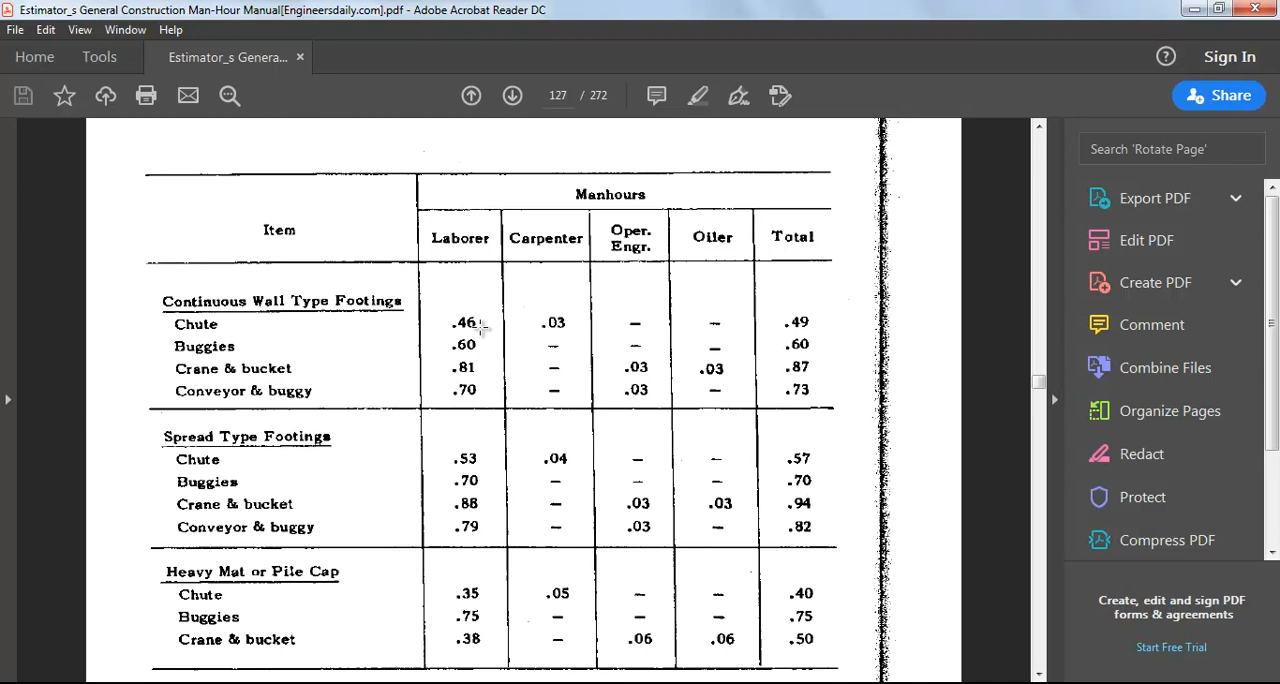 Estimator_s General Construction Man-Hour Manual[Engineersdaily.com].pdf - Adobe Acrobat Reader DC
File Edit View Window Help
Home Tools Estimator_s Genera... × ? Sign In
127 / 272 Share
Search 'Rotate Page'
Export PDF
Edit PDF
Create PDF
Comment
Combine Files
Organize Pages
Redact
Protect
Compress PDF
Create, edit and sign PDF
forms & agreements
Start Free Trial
Manhours
Item Laborer Carpenter Oper. Engr. Oiler Total
Continuous Wall Type Footings
Chute .46 .03 – – .49
Buggies .60 – – – .60
Crane & bucket .81 – .03 .03 .87
Conveyor & buggy .70 – .03 – .73
Spread Type Footings
Chute .53 .04 – – .57
Buggies .70 – – – .70
Crane & bucket .88 – .03 .03 .94
Conveyor & buggy .79 – .03 – .82
Heavy Mat or Pile Cap
Chute .35 .05 – – .40
Buggies .75 – – – .75
Crane & bucket .38 – .06 .06 .50